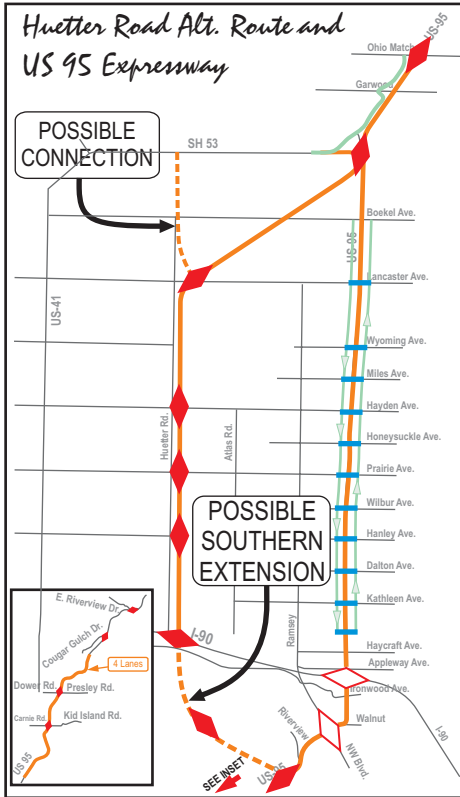 Huetter Road Alt. Route and
US 95 Expressway
US-95
Ohio Match
Garwood
POSSIBLE
CONNECTION
SH 53
Boekel Ave.
US-95
Lancaster Ave.
US-41
Wyoming Ave.
Miles Ave.
Hayden Ave.
Huetter Rd.
Atlas Rd.
Honeysuckle Ave.
Prairie Ave.
POSSIBLE
SOUTHERN
EXTENSION
Wilbur Ave.
Hanley Ave.
Dalton Ave.
Kathleen Ave.
Ramsey
I-90
Haycraft Ave.
Appleway Ave.
Ironwood Ave.
Walnut
Riverview
NW Blvd.
I-90
US-95
SEE INSET
E. Riverview Dr.
Cougar Gulch Dr.
4 Lanes
Dower Rd.
Presley Rd.
Carnie Rd.
Kid Island Rd.
US 95